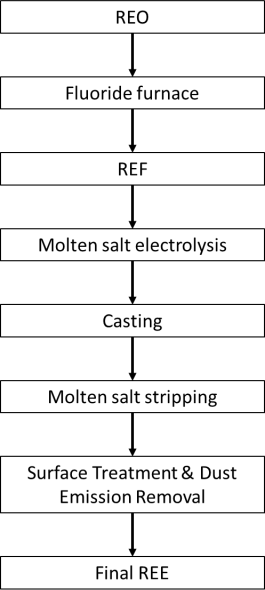 REO
Fluoride furnace
REF
Molten salt electrolysis
Casting
Molten salt stripping
Surface Treatment & Dust
Emission Removal
Final REE